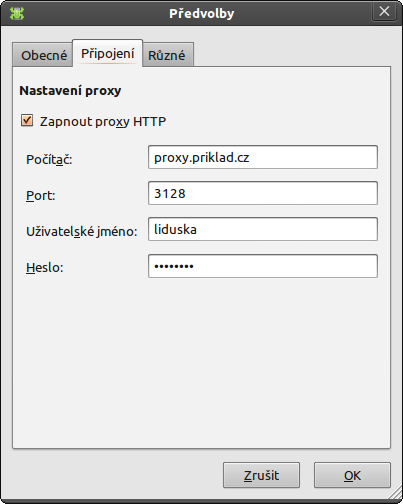 Předvolby
Obecné Připojení Různé
Nastavení proxy
Zapnout proxy HTTP
Počítač: proxy.priklad.cz
Port: 3128
Uživatelské jméno: liduska
Heslo: ••••••••
Zrušit OK